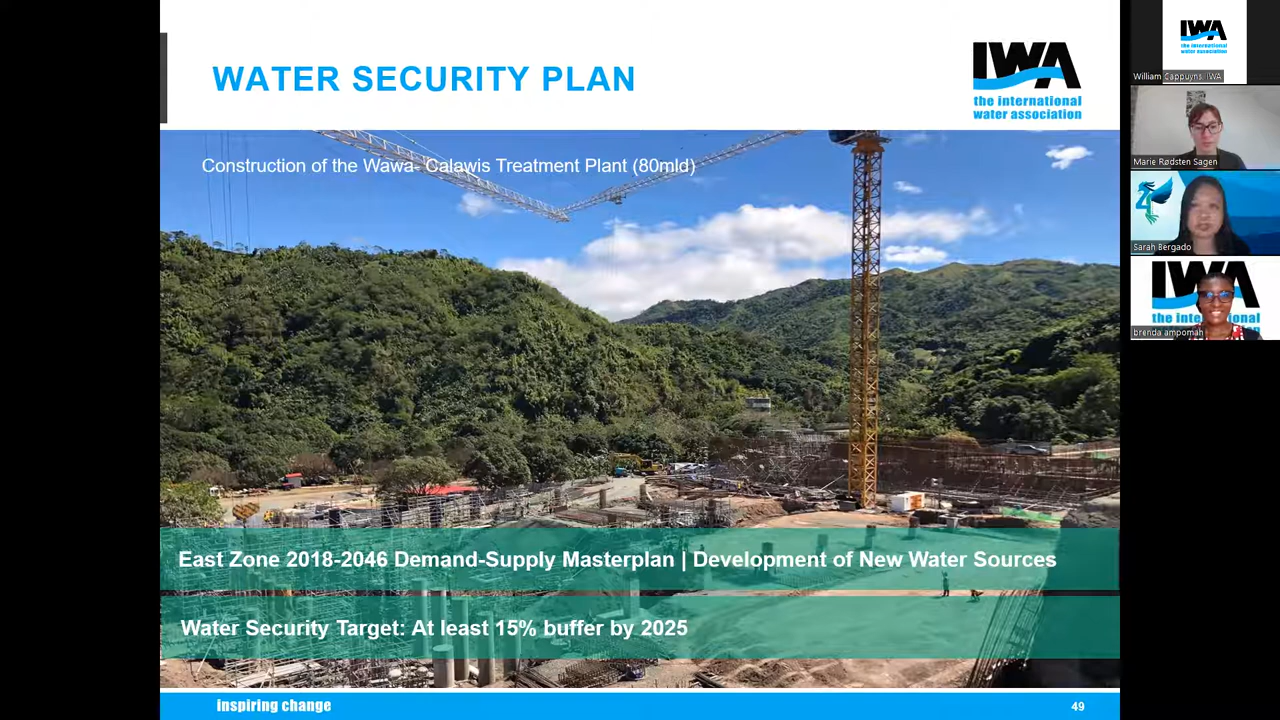 WATER SECURITY PLAN
IWA
the international
water association
Construction of the Wawa- Calawis Treatment Plant (80mld)
East Zone 2018-2046 Demand-Supply Masterplan | Development of New Water Sources
Water Security Target: At least 15% buffer by 2025
inspiring change
49
IWA
the international
water association
William Cappuyns, IWA
Marie Rødsten Sagen
Sarah Bergado
IWA
brenda ampomah